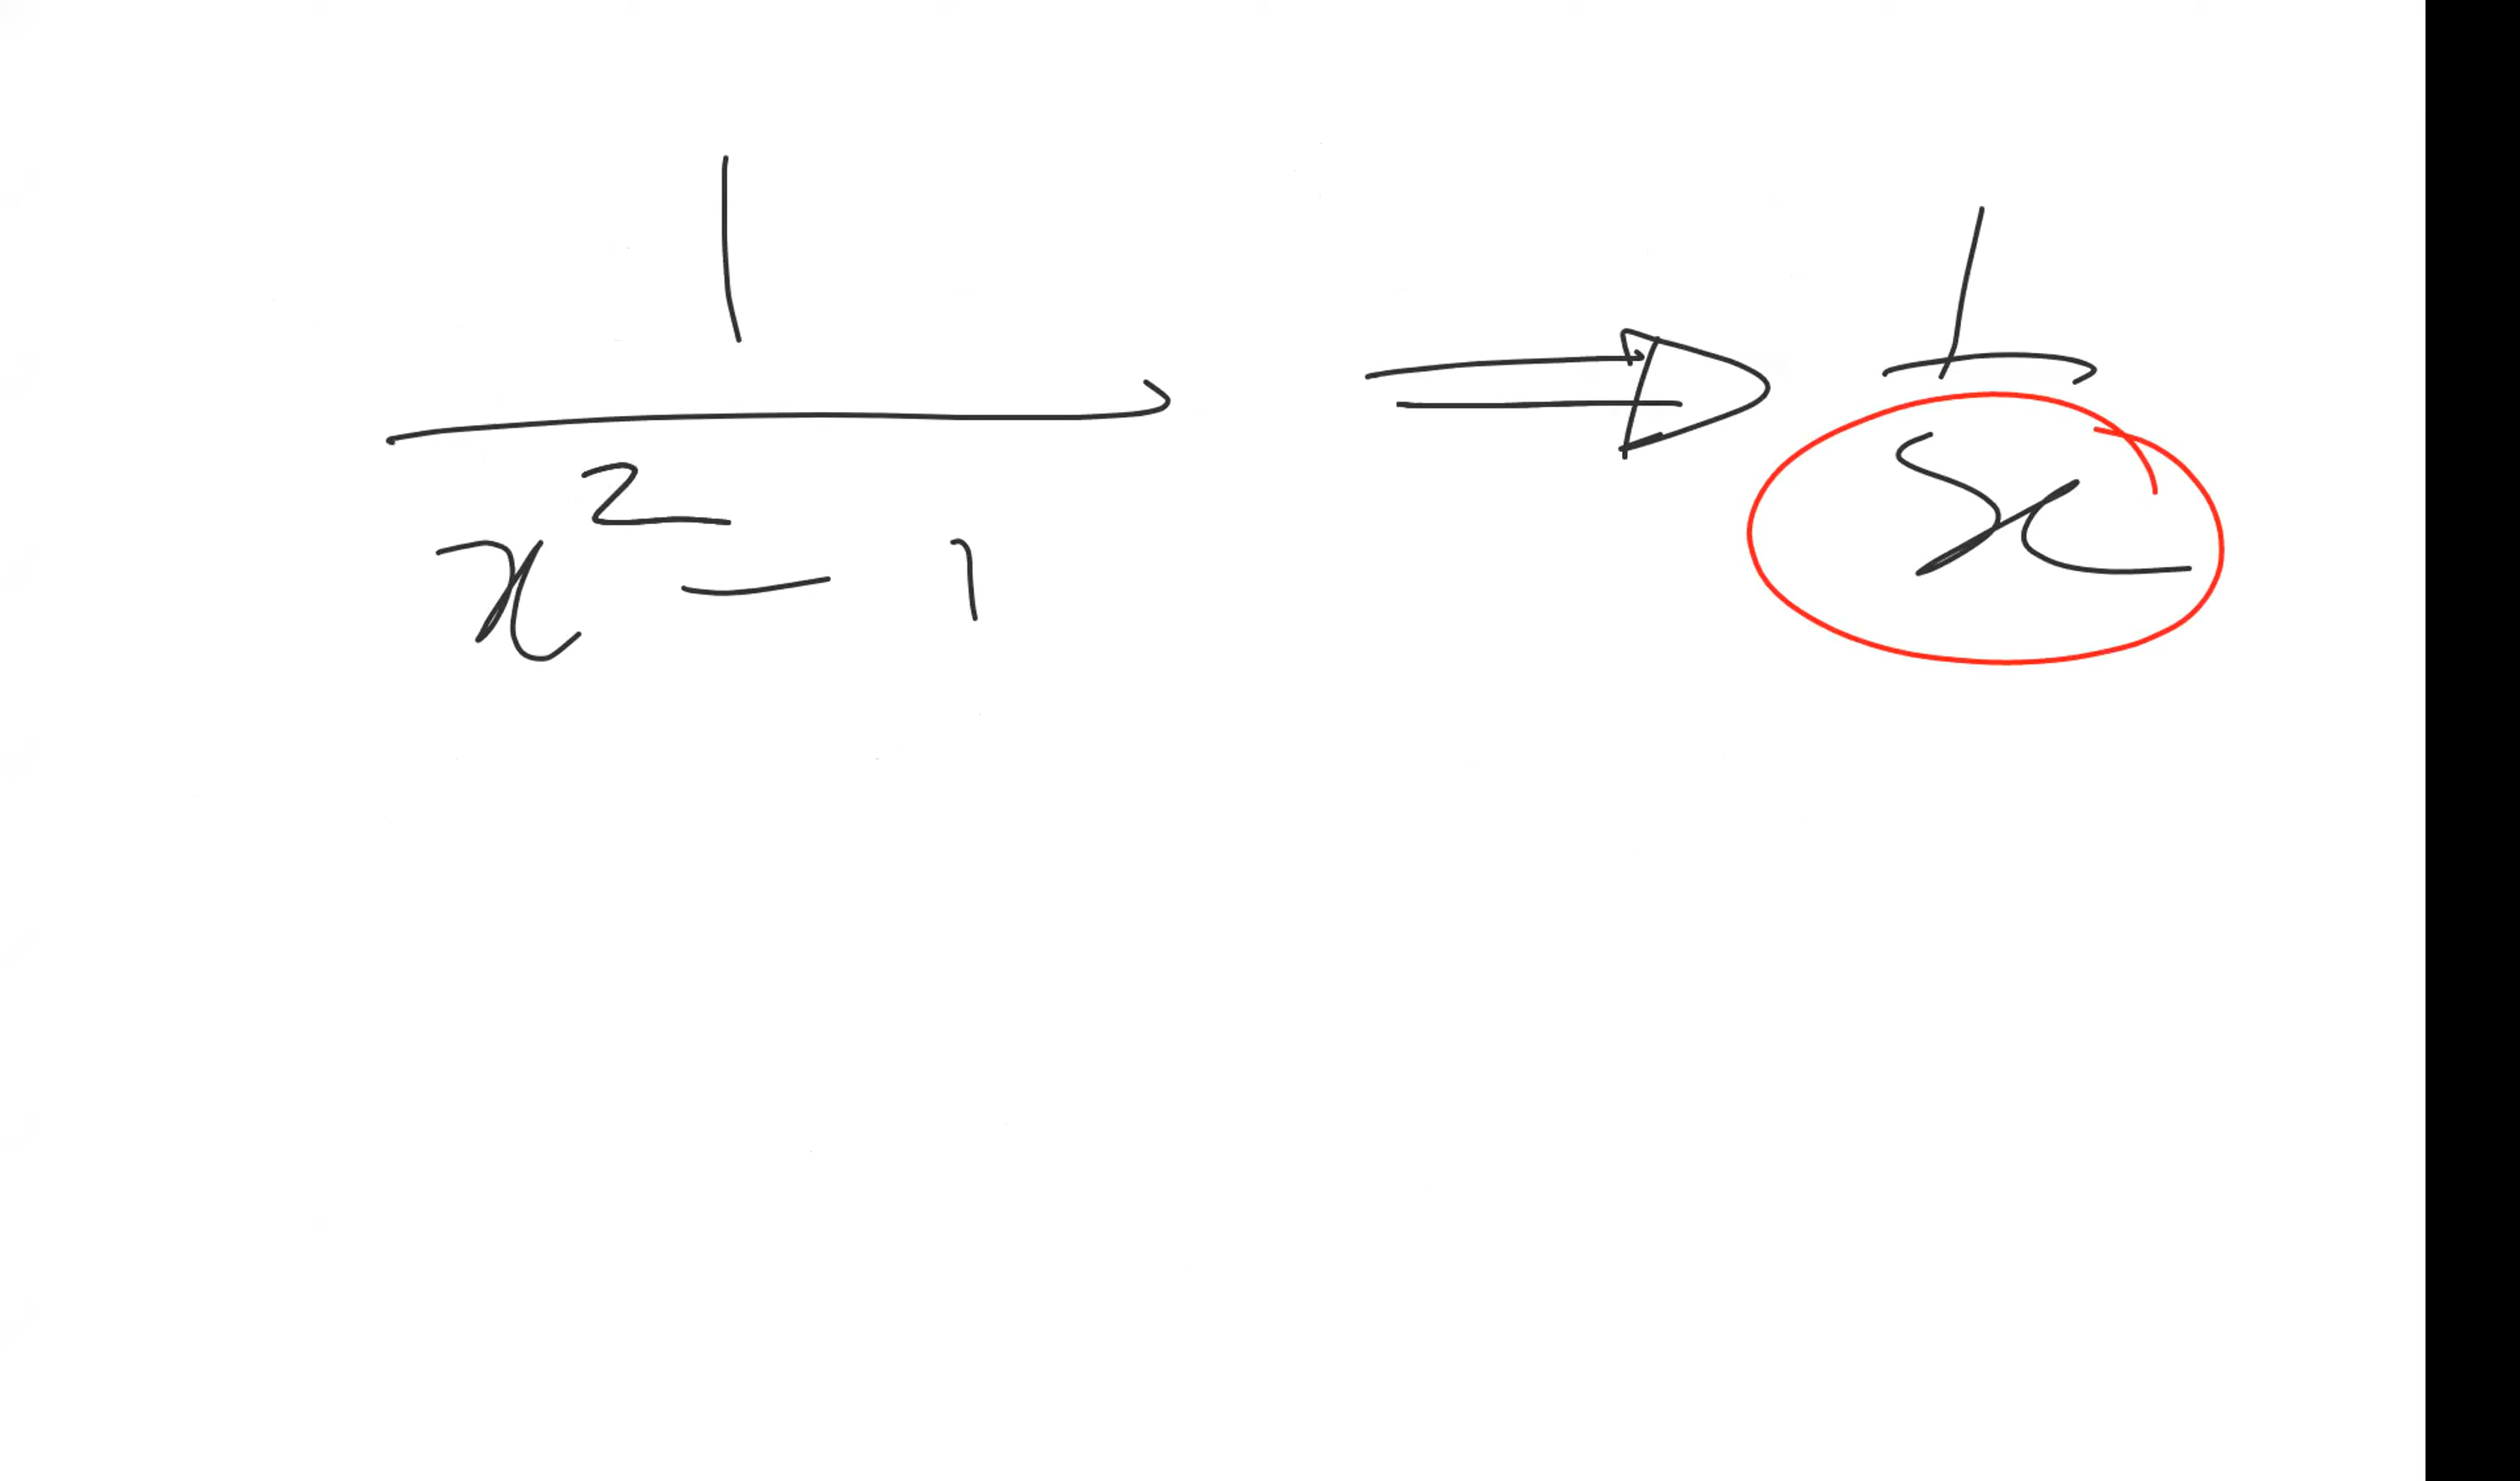 1 ⇒ 1
x² - 1 x